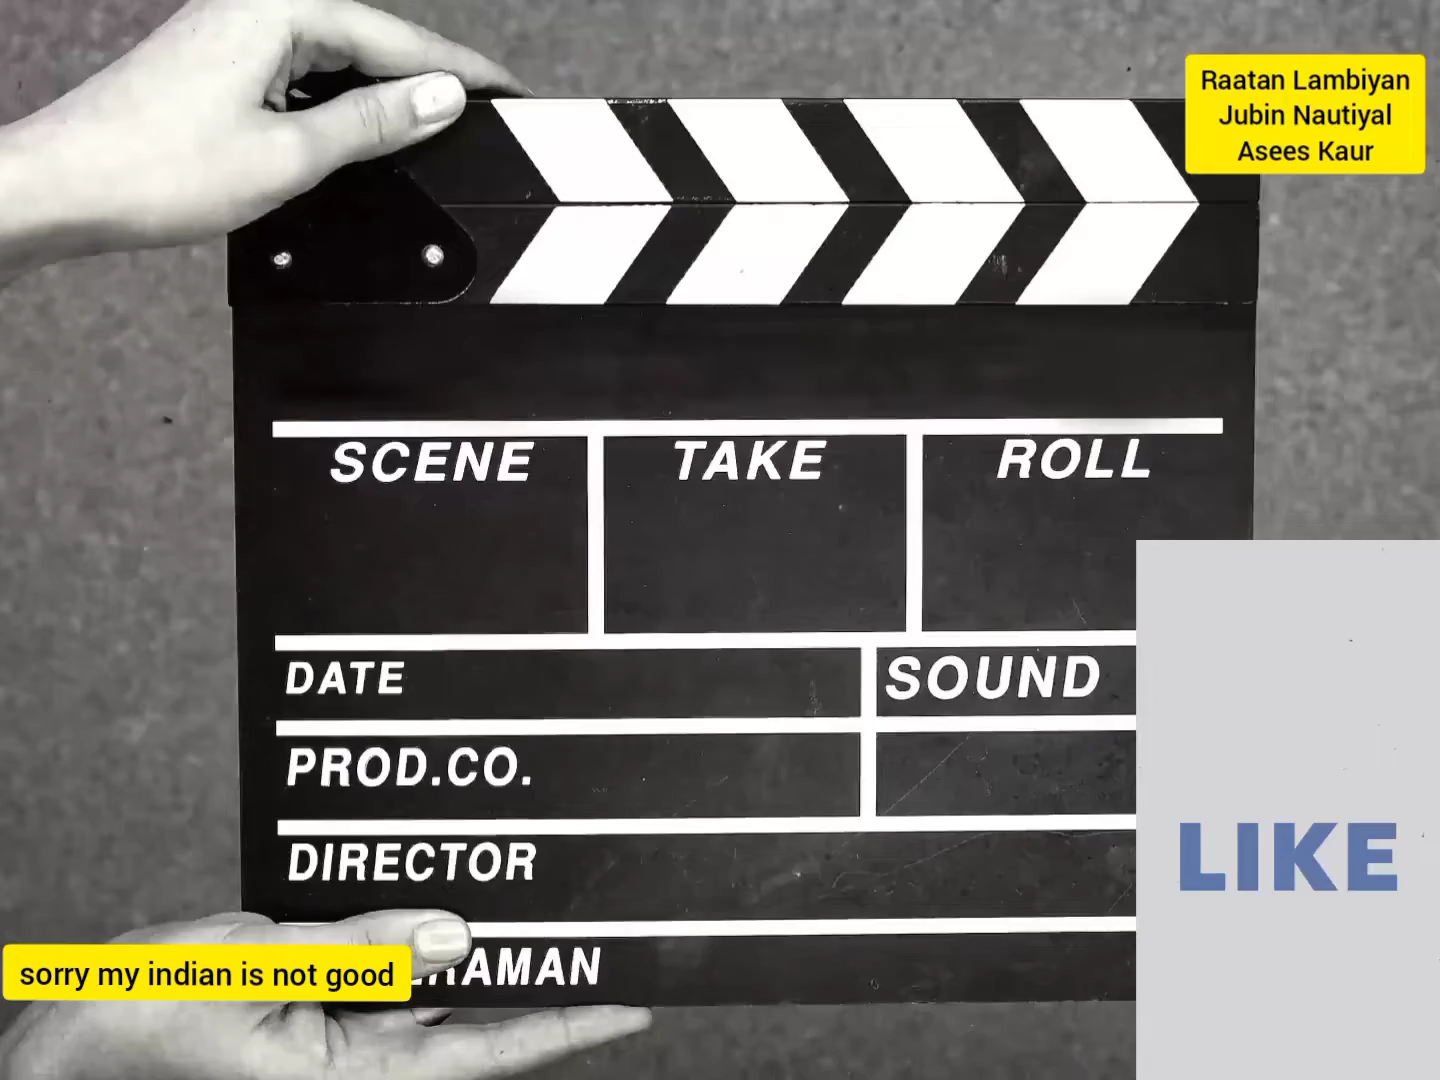 Raatan Lambiyan
Jubin Nautiyal
Asees Kaur
SCENE
TAKE
ROLL
DATE
SOUND
PROD.CO.
DIRECTOR
LIKE
sorry my indian is not good
RAMAN